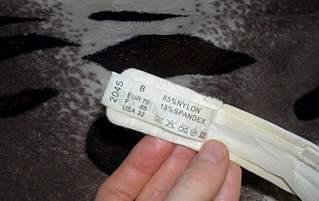 2045
B
EUR 70
F 85
USA 32
85%NYLON
15%SPANDEX